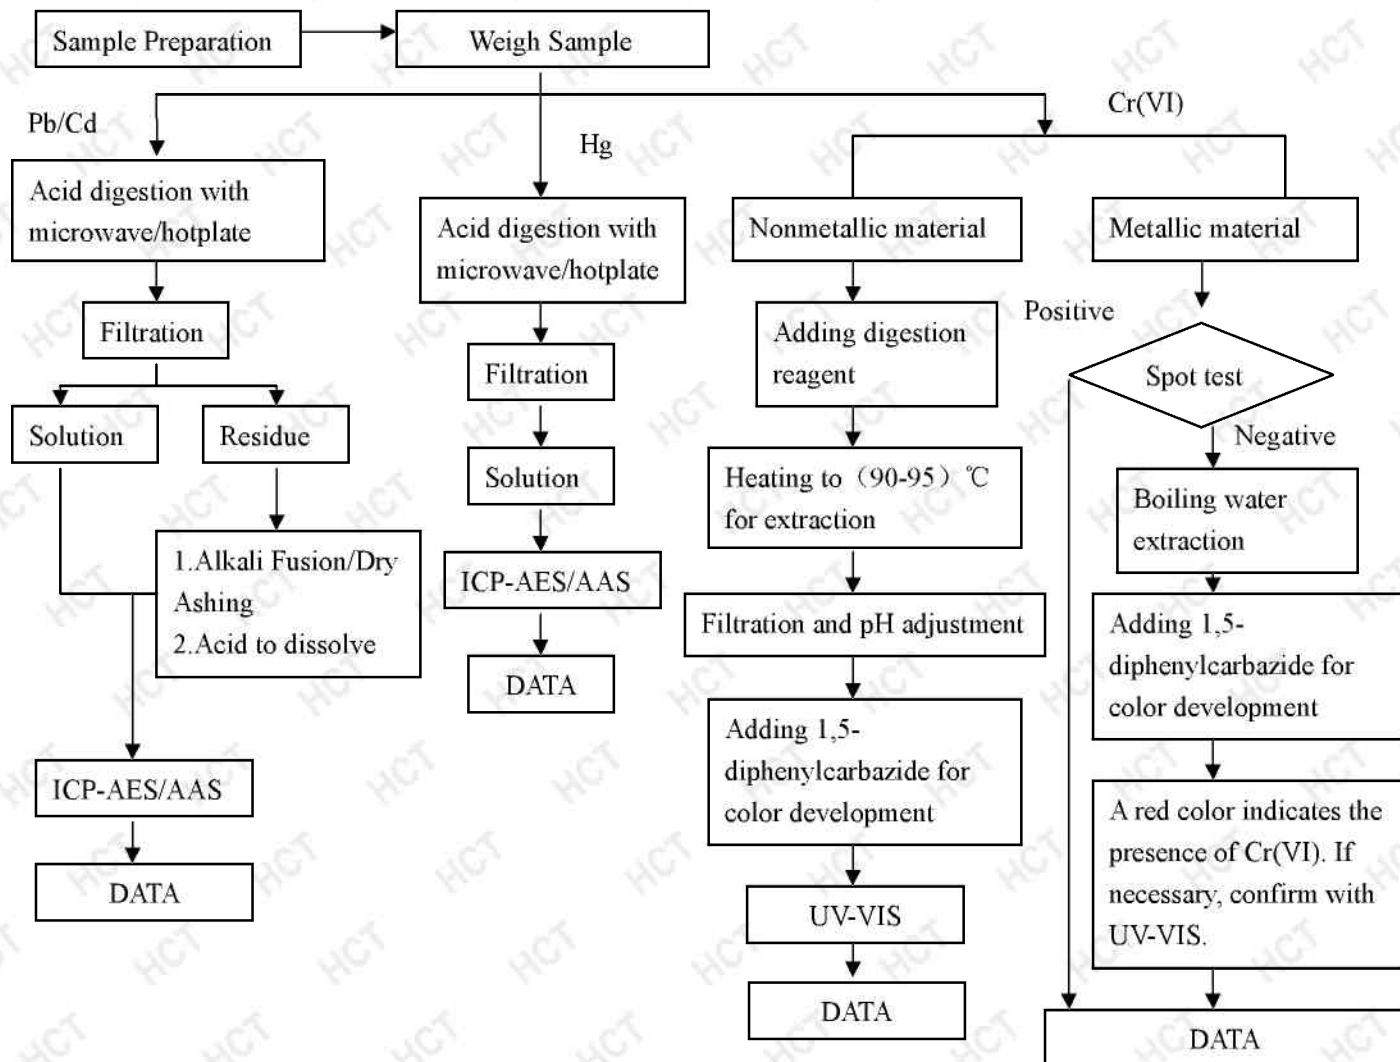 Sample Preparation
Weigh Sample
Pb/Cd
Hg
Cr(VI)
Acid digestion with
microwave/hotplate
Filtration
Solution
Residue
1.Alkali Fusion/Dry
Ashing
2.Acid to dissolve
ICP-AES/AAS
DATA
Acid digestion with
microwave/hotplate
Filtration
Solution
ICP-AES/AAS
DATA
Nonmetallic material
Adding digestion
reagent
Heating to（90-95）℃
for extraction
Filtration and pH adjustment
Adding 1,5-
diphenylcarbazide for
color development
UV-VIS
DATA
Metallic material
Positive
Spot test
Negative
Boiling water
extraction
Adding 1,5-
diphenylcarbazide for
color development
A red color indicates the
presence of Cr(VI). If
necessary, confirm with
UV-VIS.
DATA
HCT